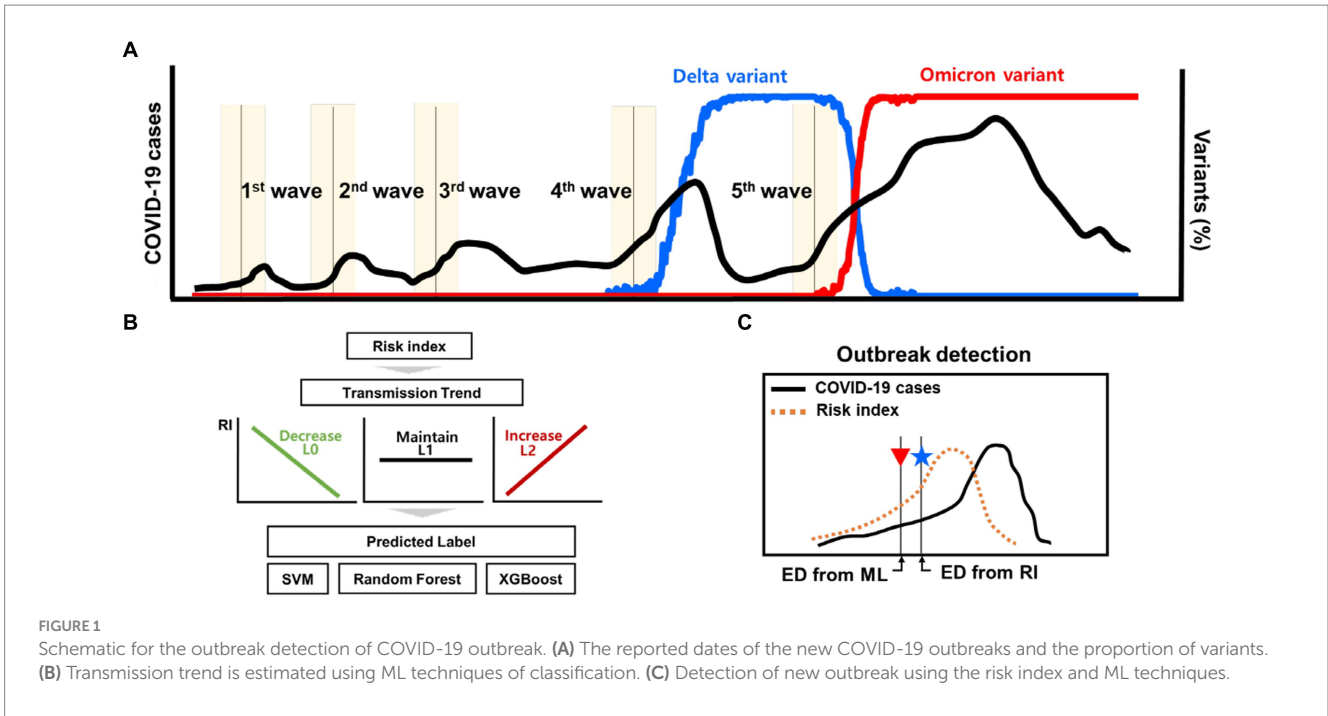 A
Delta variant
Omicron variant
COVID-19 cases
Variants (%)
1st wave
2nd wave
3rd wave
4th wave
5th wave
B
Risk index
Transmission Trend
RI
Decrease
L0
Maintain
L1
Increase
L2
Predicted Label
SVM
Random Forest
XGBoost
C
Outbreak detection
COVID-19 cases
Risk index
ED from ML
ED from RI
FIGURE 1
Schematic for the outbreak detection of COVID-19 outbreak. (A) The reported dates of the new COVID-19 outbreaks and the proportion of variants.
(B) Transmission trend is estimated using ML techniques of classification. (C) Detection of new outbreak using the risk index and ML techniques.